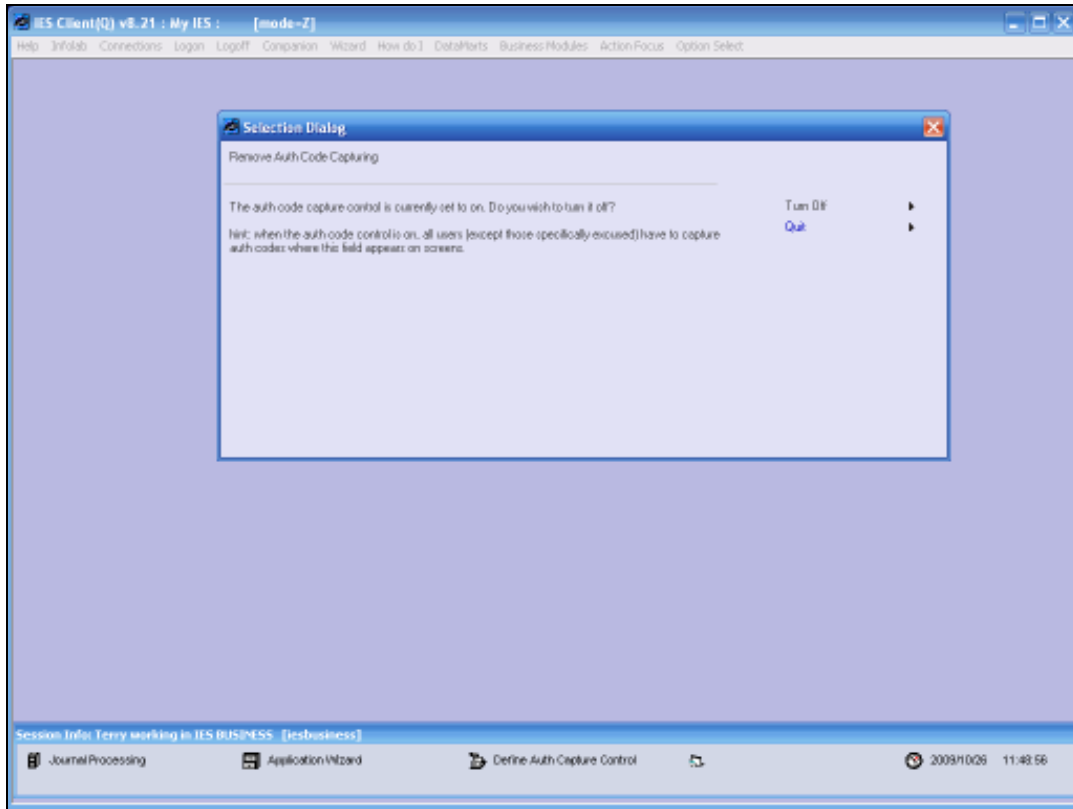 IES Client(Q) v8.21 : My IES : [mode=Z]
Help Infolab Connections Logon Logoff Companion Wizard How do I DataMarts Business Modules Action Focus Option Select
Selection Dialog
Remove Auth Code Capturing
The auth code capture control is currently set to on. Do you wish to turn it off?
Turn Off
Quit
hint: when the auth code control is on, all users (except those specifically excused) have to capture
auth codes where this field appears on screens.
Session Info: Terry working in IES BUSINESS [iesbusiness]
Journal Processing Application Wizard Define Auth Capture Control 2009/10/26 11:48:56